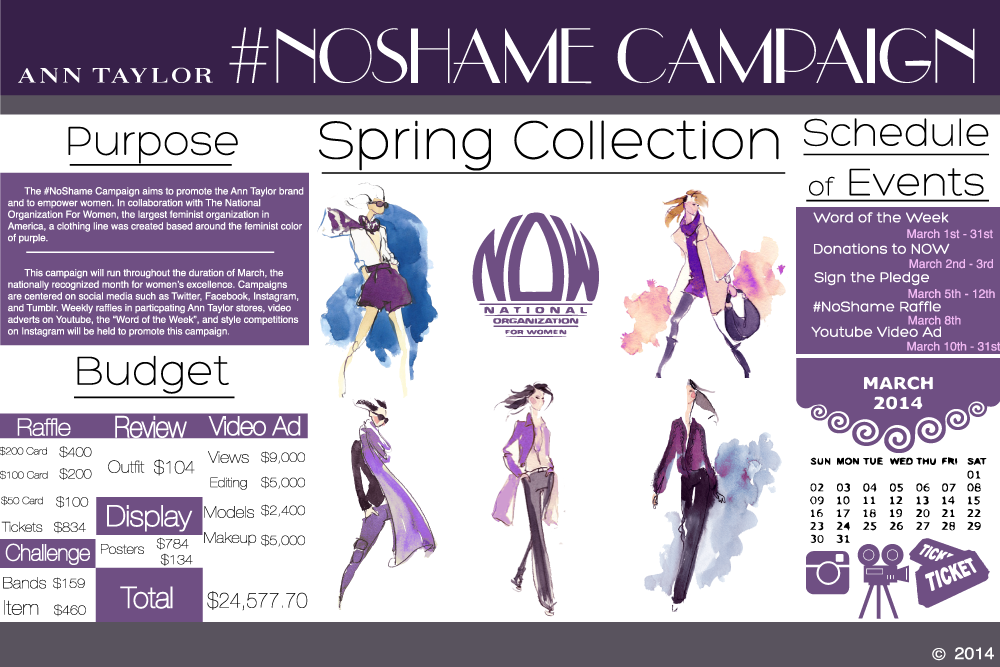 ANN TAYLOR #NOSHAME CAMPAIGN
Purpose
The #NoShame Campaign aims to promote the Ann Taylor brand
and to empower women. In collaboration with The National
Organization For Women, the largest feminist organization in
America, a clothing line was created based around the feminist color
of purple.
This campaign will run throughout the duration of March, the
nationally recognized month for women's excellence. Campaigns
are centered on social media such as Twitter, Facebook, Instagram,
and Tumblr. Weekly raffles in particpating Ann Taylor stores, video
adverts on Youtube, the "Word of the Week", and style competitions
on Instagram will be held to promote this campaign.
Budget
Raffle
$200 Card $400
$100 Card $200
$50 Card $100
Tickets $834
Challenge
Bands $159
Item $460
Review
Outfit $104
Display
Posters $784
$134
Total
Video Ad
Views $9,000
Editing $5,000
Models $2,400
Makeup $5,000
$24,577.70
Spring Collection
NOW
NATIONAL
ORGANIZATION
FOR WOMEN
Schedule
of Events
Word of the Week
March 1st - 31st
Donations to NOW
March 2nd - 3rd
Sign the Pledge
March 5th - 12th
#NoShame Raffle
March 8th
Youtube Video Ad
March 10th - 31st
MARCH
2014
SUN MON TUE WED THU FRI SAT
01
02 03 04 05 06 07 08
09 10 11 12 13 14 15
16 17 18 19 20 21 22
23 24 25 26 27 28 29
30 31
TICKET
TICKET
© 2014